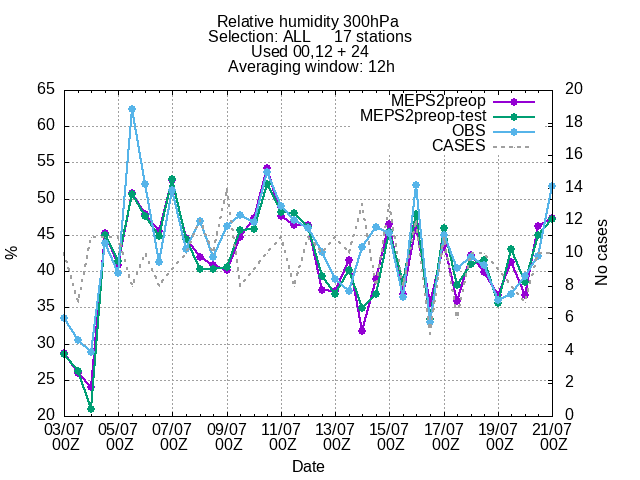 Relative humidity 300hPa
Selection: ALL 17 stations
Used 00,12 + 24
Averaging window: 12h
MEPS2preop
MEPS2preop-test
OBS
CASES
65
60
55
50
45
40
35
30
25
20
%
20
18
16
14
12
10
8
6
4
2
0
No cases
03/07 05/07 07/07 09/07 11/07 13/07 15/07 17/07 19/07 21/07
00Z 00Z 00Z 00Z 00Z 00Z 00Z 00Z 00Z 00Z
Date